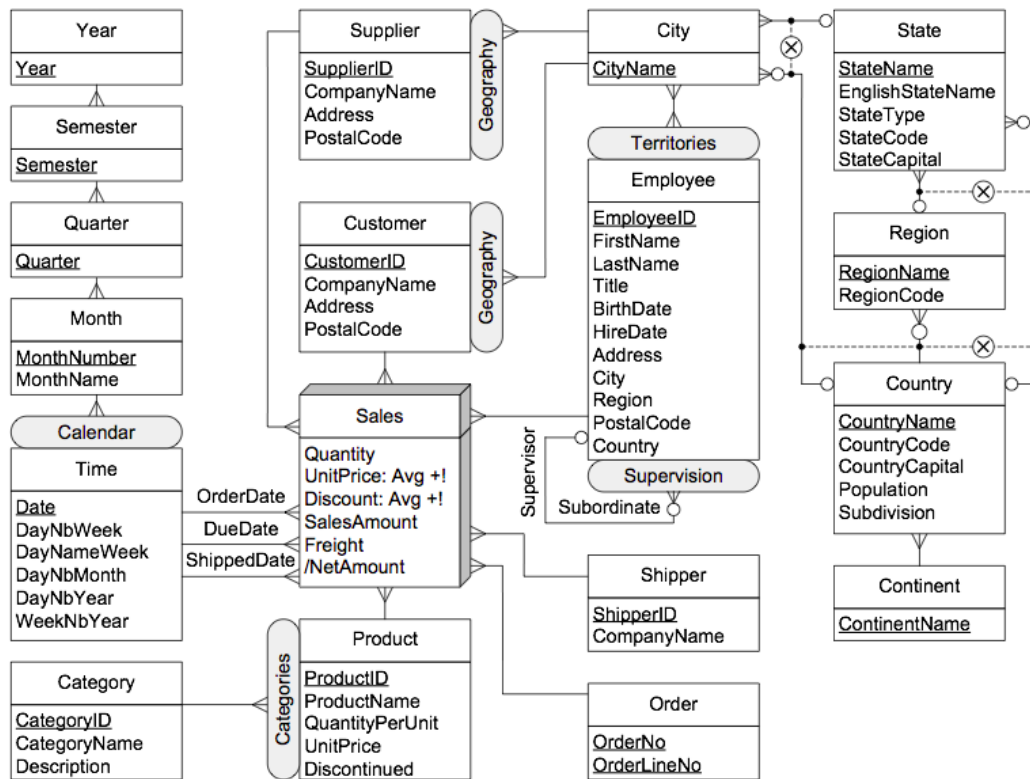 Year
Year
Semester
Semester
Quarter
Quarter
Month
MonthNumber
MonthName
Calendar
Time
Date
DayNbWeek
DayNameWeek
DayNbMonth
DayNbYear
WeekNbYear
Category
CategoryID
CategoryName
Description
Supplier
SupplierID
CompanyName
Address
PostalCode
Geography
Customer
CustomerID
CompanyName
Address
PostalCode
Geography
Sales
Quantity
UnitPrice: Avg +!
Discount: Avg +!
SalesAmount
Freight
/NetAmount
OrderDate
DueDate
ShippedDate
Categories
Product
ProductID
ProductName
QuantityPerUnit
UnitPrice
Discontinued
City
CityName
Territories
Employee
EmployeeID
FirstName
LastName
Title
BirthDate
HireDate
Address
City
Region
PostalCode
Country
Supervision
Supervisor
Subordinate
Shipper
ShipperID
CompanyName
Order
OrderNo
OrderLineNo
State
StateName
EnglishStateName
StateType
StateCode
StateCapital
Region
RegionName
RegionCode
Country
CountryName
CountryCode
CountryCapital
Population
Subdivision
Continent
ContinentName